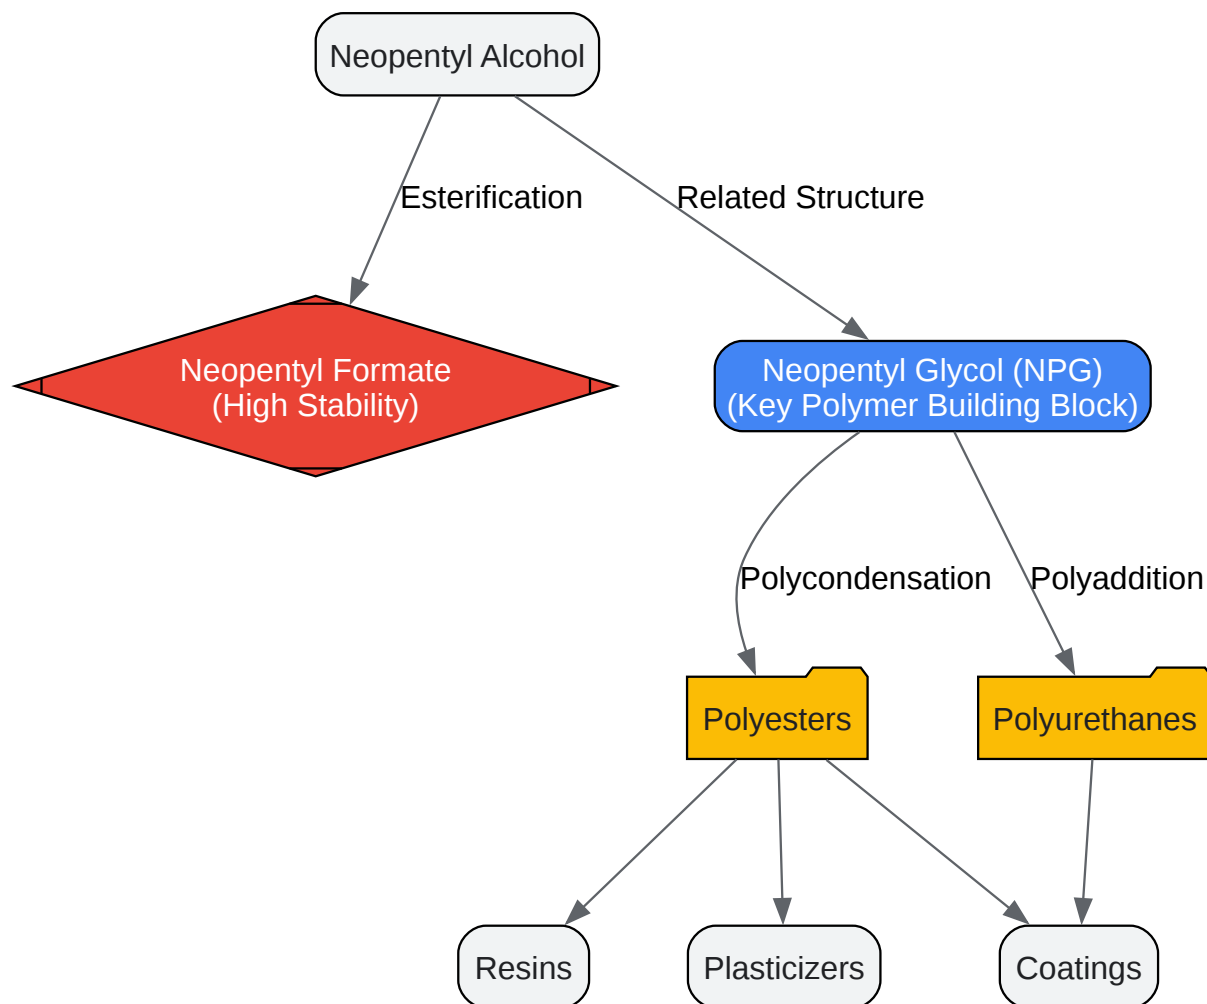 Neopentyl Alcohol
Esterification
Related Structure
Neopentyl Formate
(High Stability)
Neopentyl Glycol (NPG)
(Key Polymer Building Block)
Polycondensation
Polyaddition
Polyesters
Polyurethanes
Resins
Plasticizers
Coatings